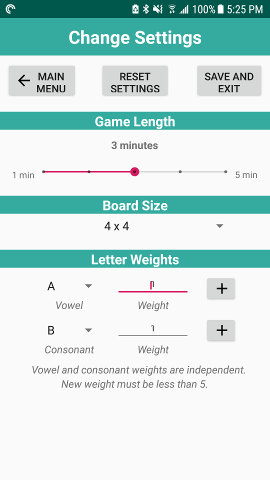 100% 5:25 PM
Change Settings
MAIN MENU
RESET SETTINGS
SAVE AND EXIT
Game Length
3 minutes
1 min
5 min
Board Size
4 x 4
Letter Weights
A 1 +
Vowel Weight
B 1 +
Consonant Weight
Vowel and consonant weights are independent.
New weight must be less than 5.